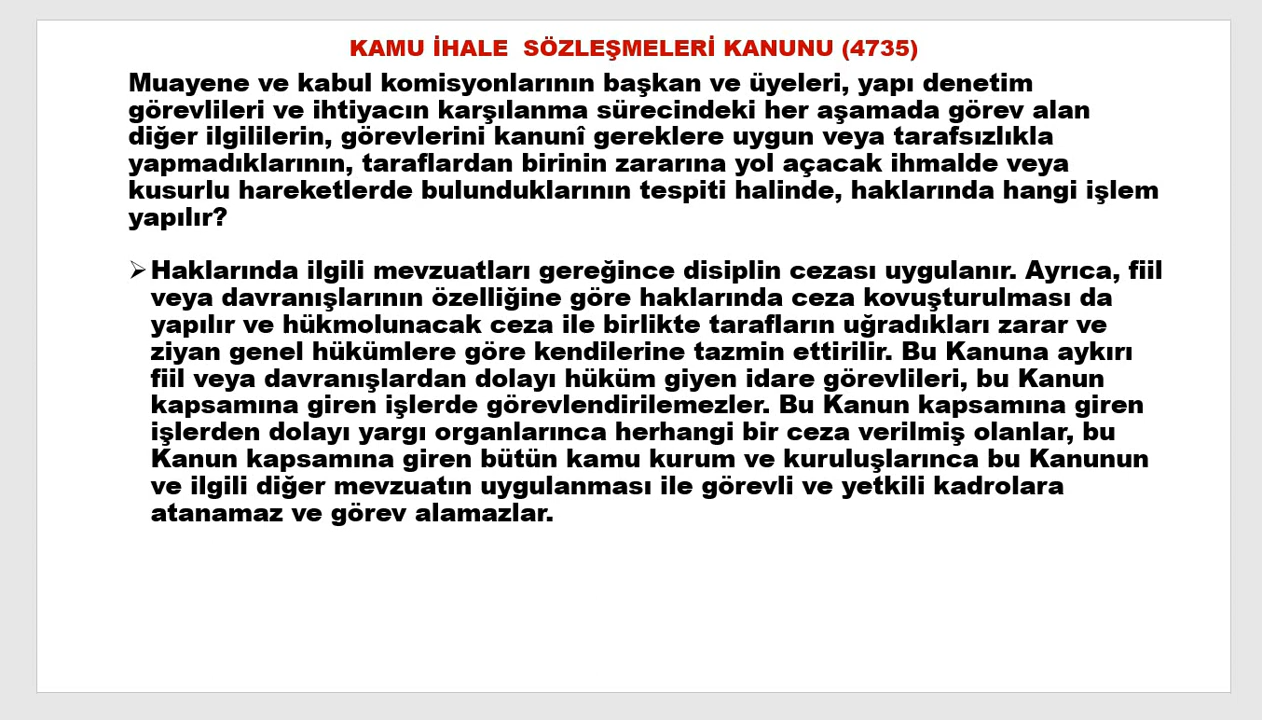 KAMU İHALE  SÖZLEŞMELERİ KANUNU (4735)
Muayene ve kabul komisyonlarının başkan ve üyeleri, yapı denetim
görevlileri ve ihtiyacın karşılanma sürecindeki her aşamada görev alan
diğer ilgililerin, görevlerini kanunî gereklere uygun veya tarafsızlıkla
yapmadıklarının, taraflardan birinin zararına yol açacak ihmalde veya
kusurlu hareketlerde bulunduklarının tespiti halinde, haklarında hangi işlem
yapılır?
➢ Haklarında ilgili mevzuatları gereğince disiplin cezası uygulanır. Ayrıca, fiil
veya davranışlarının özelliğine göre haklarında ceza kovuşturulması da
yapılır ve hükmolunacak ceza ile birlikte tarafların uğradıkları zarar ve
ziyan genel hükümlere göre kendilerine tazmin ettirilir. Bu Kanuna aykırı
fiil veya davranışlardan dolayı hüküm giyen idare görevlileri, bu Kanun
kapsamına giren işlerde görevlendirilemezler. Bu Kanun kapsamına giren
işlerden dolayı yargı organlarınca herhangi bir ceza verilmiş olanlar, bu
Kanun kapsamına giren bütün kamu kurum ve kuruluşlarınca bu Kanunun
ve ilgili diğer mevzuatın uygulanması ile görevli ve yetkili kadrolara
atanamaz ve görev alamazlar.